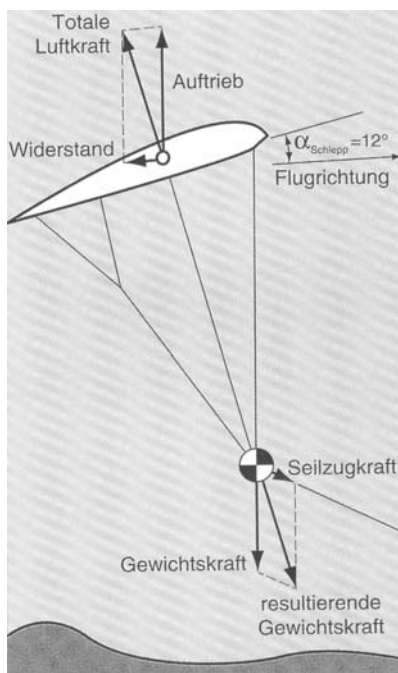 Totale
Luftkraft
Auftrieb
Widerstand
αSchlepp=12°
Flugrichtung
Seilzugkraft
Gewichtskraft
resultierende
Gewichtskraft